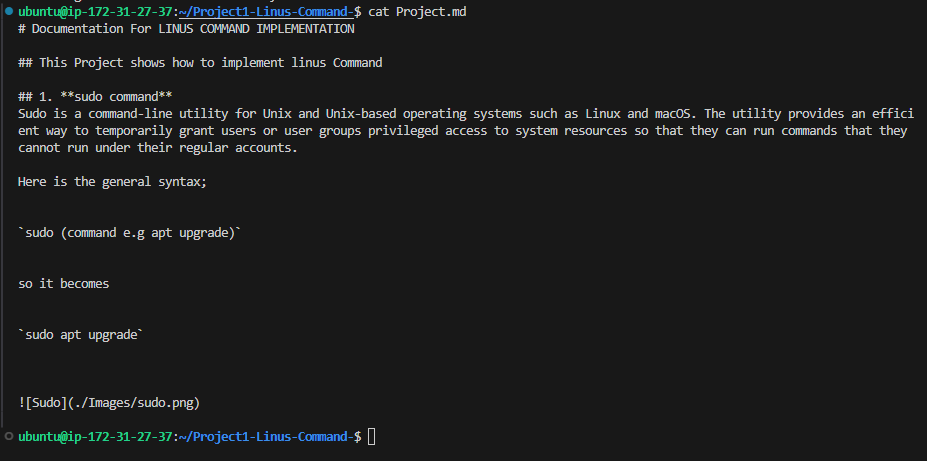 ubuntu@ip-172-31-27-37:~/Project1-Linus-Command-$ cat Project.md
# Documentation For LINUS COMMAND IMPLEMENTATION
## This Project shows how to implement linus Command
## 1. **sudo command**
Sudo is a command-line utility for Unix and Unix-based operating systems such as Linux and macOS. The utility provides an effici
ent way to temporarily grant users or user groups privileged access to system resources so that they can run commands that they
cannot run under their regular accounts.
Here is the general syntax;
`sudo (command e.g apt upgrade)`
so it becomes
`sudo apt upgrade`
![Sudo](./Images/sudo.png)
ubuntu@ip-172-31-27-37:~/Project1-Linus-Command-$